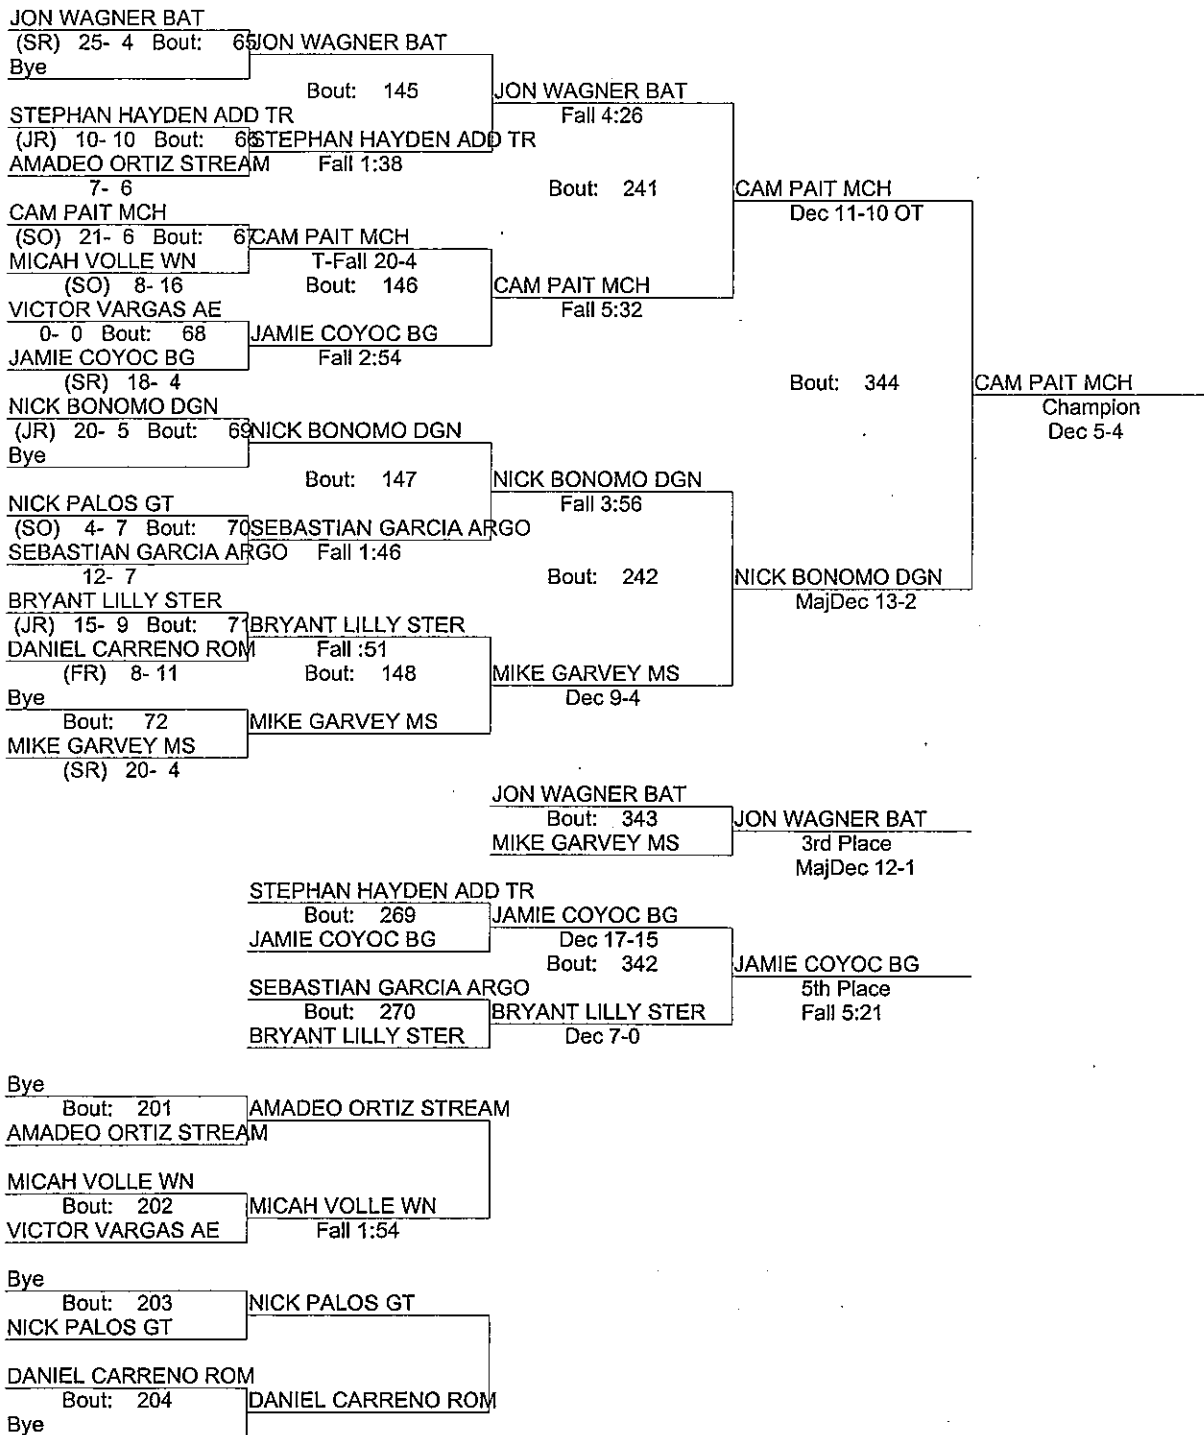 JON WAGNER BAT
(SR) 25- 4 Bout: 65
Bye
JON WAGNER BAT
Bout: 145
STEPHAN HAYDEN ADD TR
(JR) 10- 10 Bout: 66
AMADEO ORTIZ STREAM
7- 6
STEPHAN HAYDEN ADD TR
Fall 1:38
JON WAGNER BAT
Fall 4:26
Bout: 241
CAM PAIT MCH
(SO) 21- 6 Bout: 67
MICAH VOLLE WN
(SO) 8- 16
CAM PAIT MCH
T-Fall 20-4
Bout: 146
VICTOR VARGAS AE
0- 0 Bout: 68
JAMIE COYOC BG
(SR) 18- 4
JAMIE COYOC BG
Fall 2:54
CAM PAIT MCH
Fall 5:32
CAM PAIT MCH
Dec 11-10 OT
Bout: 344
CAM PAIT MCH
Champion
Dec 5-4
NICK BONOMO DGN
(JR) 20- 5 Bout: 69
Bye
NICK BONOMO DGN
Bout: 147
NICK PALOS GT
(SO) 4- 7 Bout: 70
SEBASTIAN GARCIA ARGO
12- 7
SEBASTIAN GARCIA ARGO
Fall 1:46
NICK BONOMO DGN
Fall 3:56
Bout: 242
NICK BONOMO DGN
MajDec 13-2
BRYANT LILLY STER
(JR) 15- 9 Bout: 71
DANIEL CARRENO ROM
(FR) 8- 11
BRYANT LILLY STER
Fall :51
Bout: 148
Bye
Bout: 72
MIKE GARVEY MS
(SR) 20- 4
MIKE GARVEY MS
MIKE GARVEY MS
Dec 9-4
JON WAGNER BAT
Bout: 343
MIKE GARVEY MS
JON WAGNER BAT
3rd Place
MajDec 12-1
STEPHAN HAYDEN ADD TR
Bout: 269
JAMIE COYOC BG
JAMIE COYOC BG
Dec 17-15
Bout: 342
SEBASTIAN GARCIA ARGO
Bout: 270
BRYANT LILLY STER
BRYANT LILLY STER
Dec 7-0
JAMIE COYOC BG
5th Place
Fall 5:21
Bye
Bout: 201
AMADEO ORTIZ STREAM
AMADEO ORTIZ STREAM
MICAH VOLLE WN
Bout: 202
VICTOR VARGAS AE
MICAH VOLLE WN
Fall 1:54
Bye
Bout: 203
NICK PALOS GT
NICK PALOS GT
DANIEL CARRENO ROM
Bout: 204
Bye
DANIEL CARRENO ROM